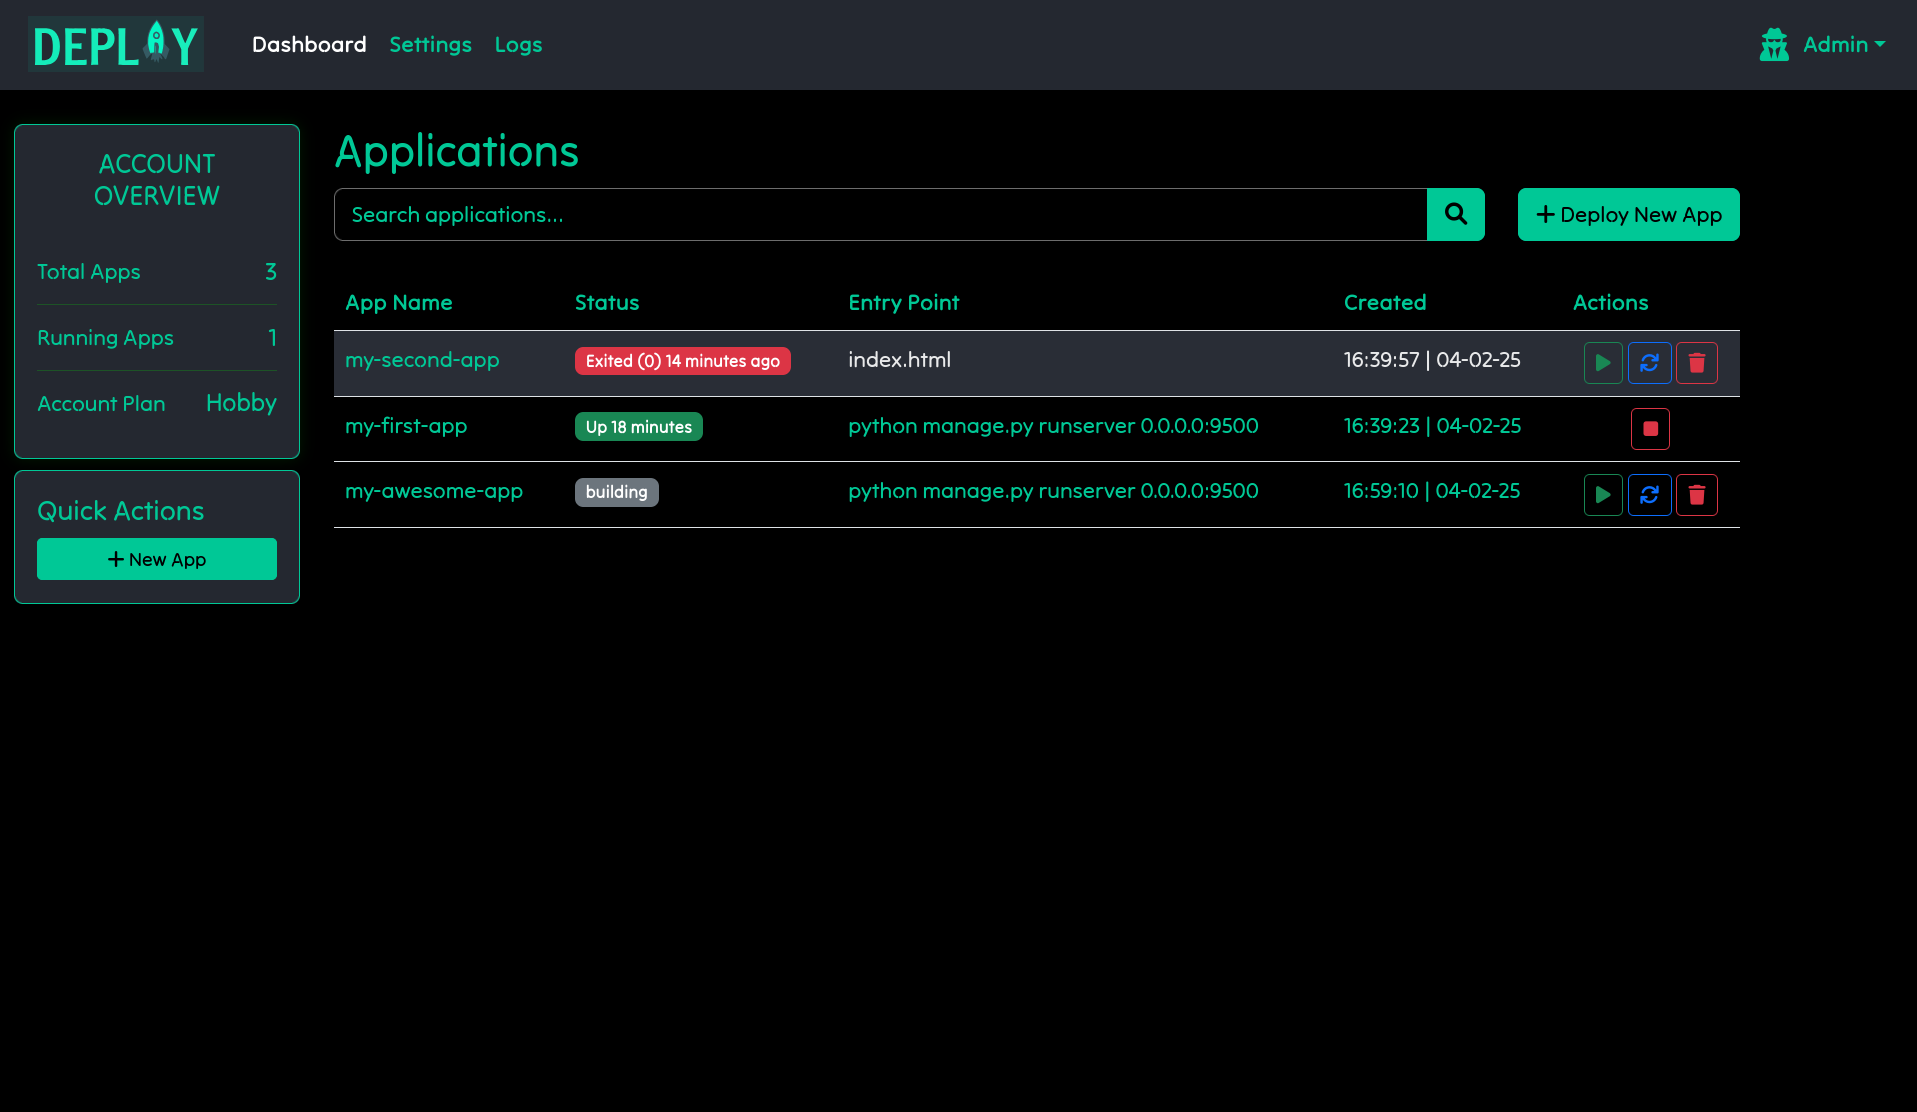 DEPLOY
Dashboard Settings Logs
Admin
ACCOUNT
OVERVIEW
Total Apps 3
Running Apps 1
Account Plan Hobby
Quick Actions
New App
Applications
Search applications...
Deploy New App
App Name Status Entry Point Created Actions
my-second-app Exited (0) 14 minutes ago index.html 16:39:57 | 04-02-25
my-first-app Up 18 minutes python manage.py runserver 0.0.0.0:9500 16:39:23 | 04-02-25
my-awesome-app building python manage.py runserver 0.0.0.0:9500 16:59:10 | 04-02-25